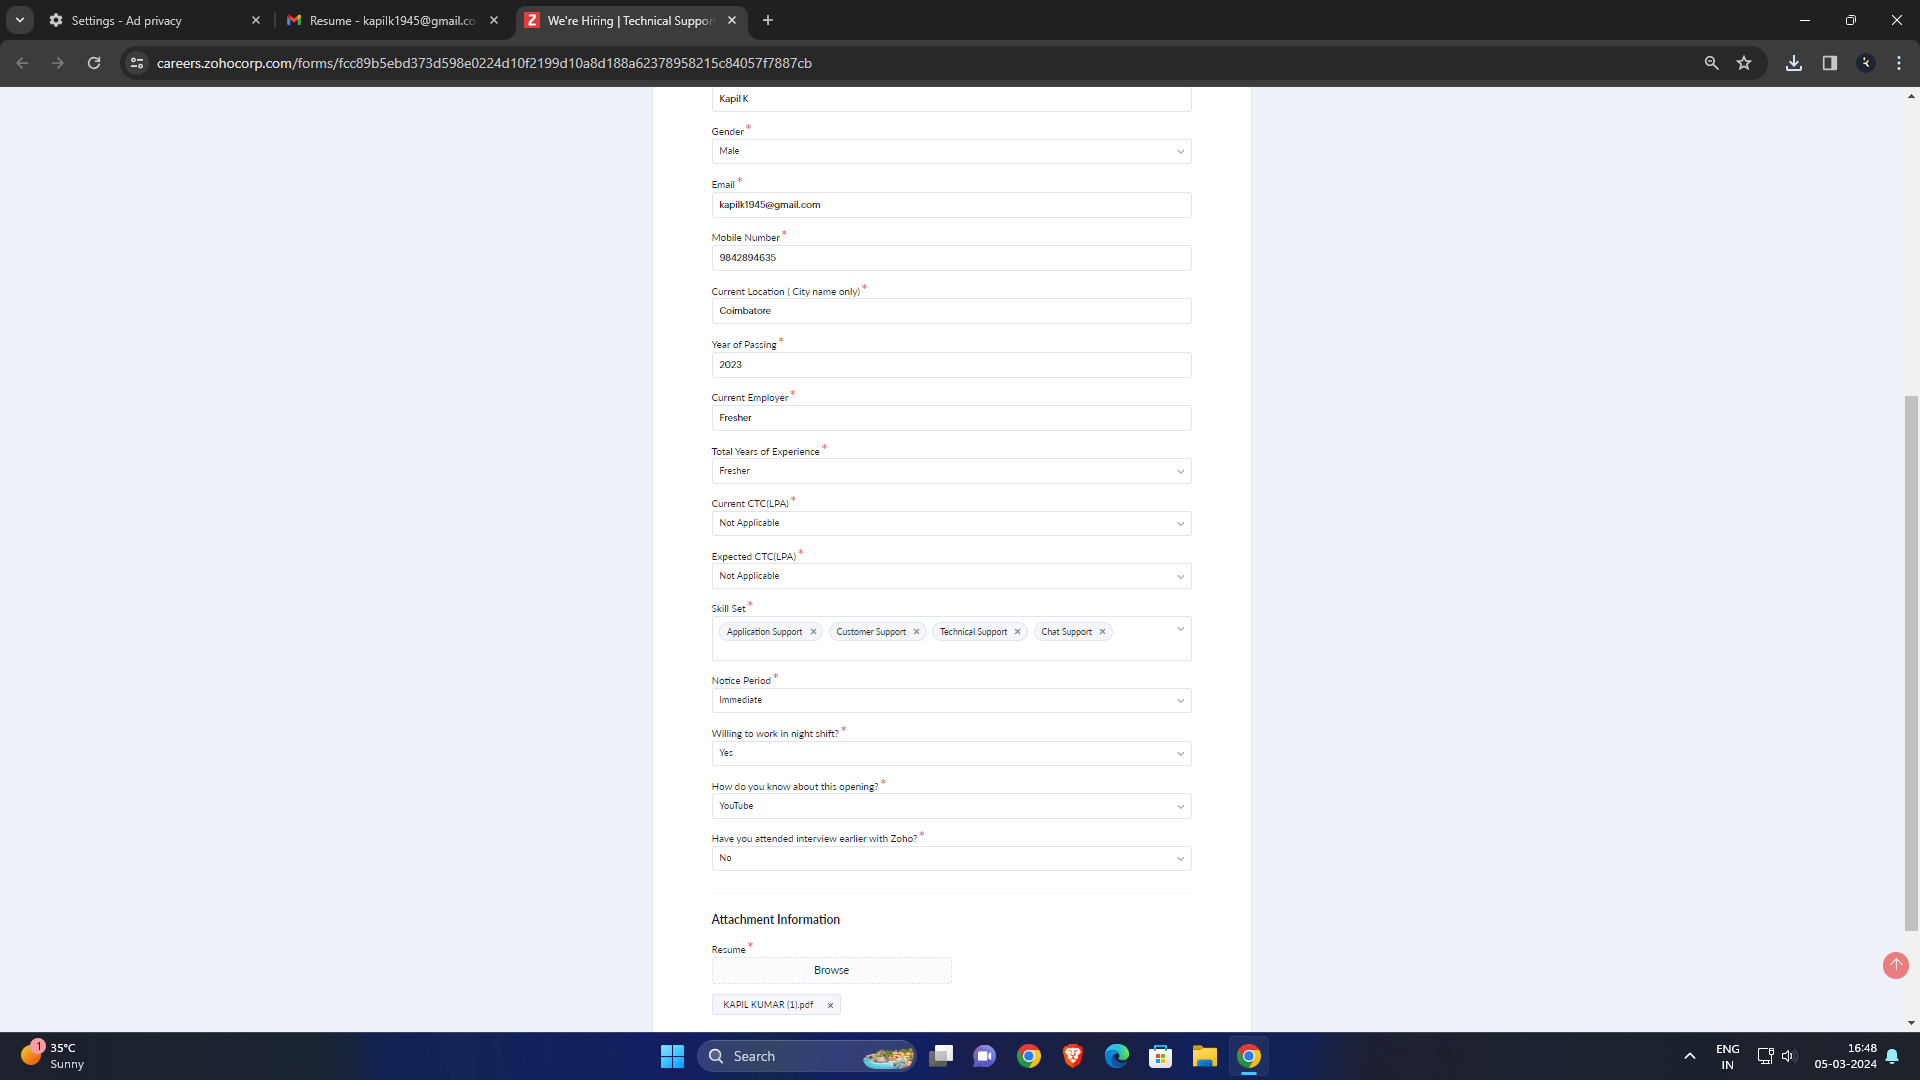 Settings - Ad privacy
Resume - kapilk1945@gmail.co
We're Hiring | Technical Suppor
careers.zohocorp.com/forms/fcc89b5ebd373d598e0224d10f2199d10a8d188a62378958215c84057f7887cb
Kapil K
Gender *
Male
Email *
kapilk1945@gmail.com
Mobile Number *
9842894635
Current Location ( City name only) *
Coimbatore
Year of Passing *
2023
Current Employer *
Fresher
Total Years of Experience *
Fresher
Current CTC(LPA) *
Not Applicable
Expected CTC(LPA) *
Not Applicable
Skill Set *
Application Support Customer Support Technical Support Chat Support
Notice Period *
Immediate
Willing to work in night shift? *
Yes
How do you know about this opening? *
YouTube
Have you attended interview earlier with Zoho? *
No
Attachment Information
Resume *
Browse
KAPIL KUMAR (1).pdf
1
35°C
Sunny
Search
ENG
IN
16:48
05-03-2024